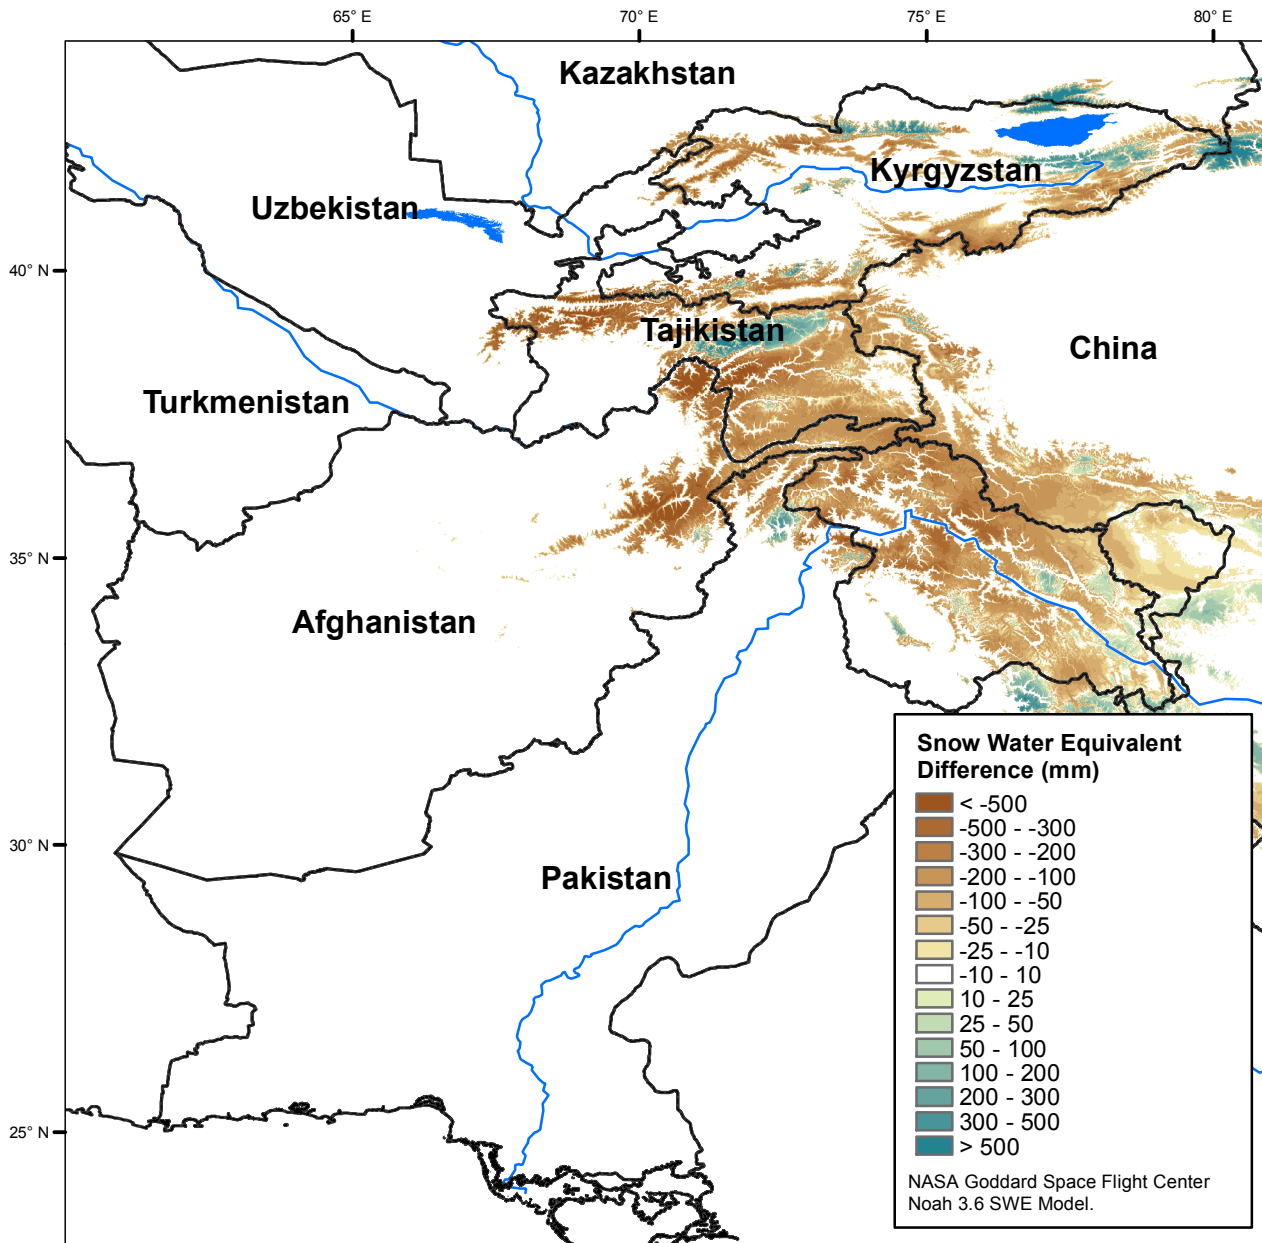 65° E
70° E
75° E
80° E
Kazakhstan
Kyrgyzstan
Uzbekistan
40° N
Tajikistan
China
Turkmenistan
35° N
Afghanistan
Snow Water Equivalent
Difference (mm)
< -500
-500 - -300
-300 - -200
-200 - -100
-100 - -50
-50 - -25
-25 - -10
-10 - 10
10 - 25
25 - 50
50 - 100
100 - 200
200 - 300
300 - 500
> 500
NASA Goddard Space Flight Center
Noah 3.6 SWE Model.
30° N
Pakistan
25° N